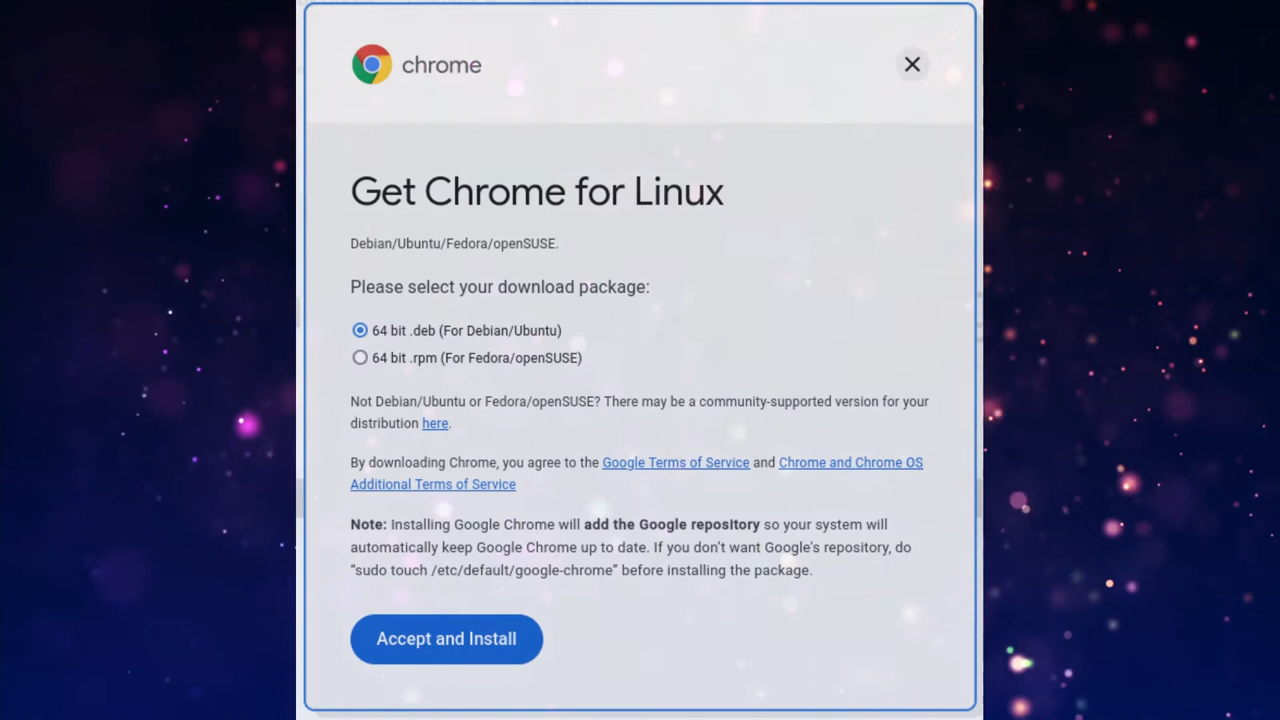 chrome
Get Chrome for Linux
Debian/Ubuntu/Fedora/openSUSE.
Please select your download package:
64 bit .deb (For Debian/Ubuntu)
64 bit .rpm (For Fedora/openSUSE)
Not Debian/Ubuntu or Fedora/openSUSE? There may be a community-supported version for your
distribution here.
By downloading Chrome, you agree to the Google Terms of Service and Chrome and Chrome OS
Additional Terms of Service
Note: Installing Google Chrome will add the Google repository so your system will
automatically keep Google Chrome up to date. If you don’t want Google's repository, do
“sudo touch /etc/default/google-chrome” before installing the package.
Accept and Install